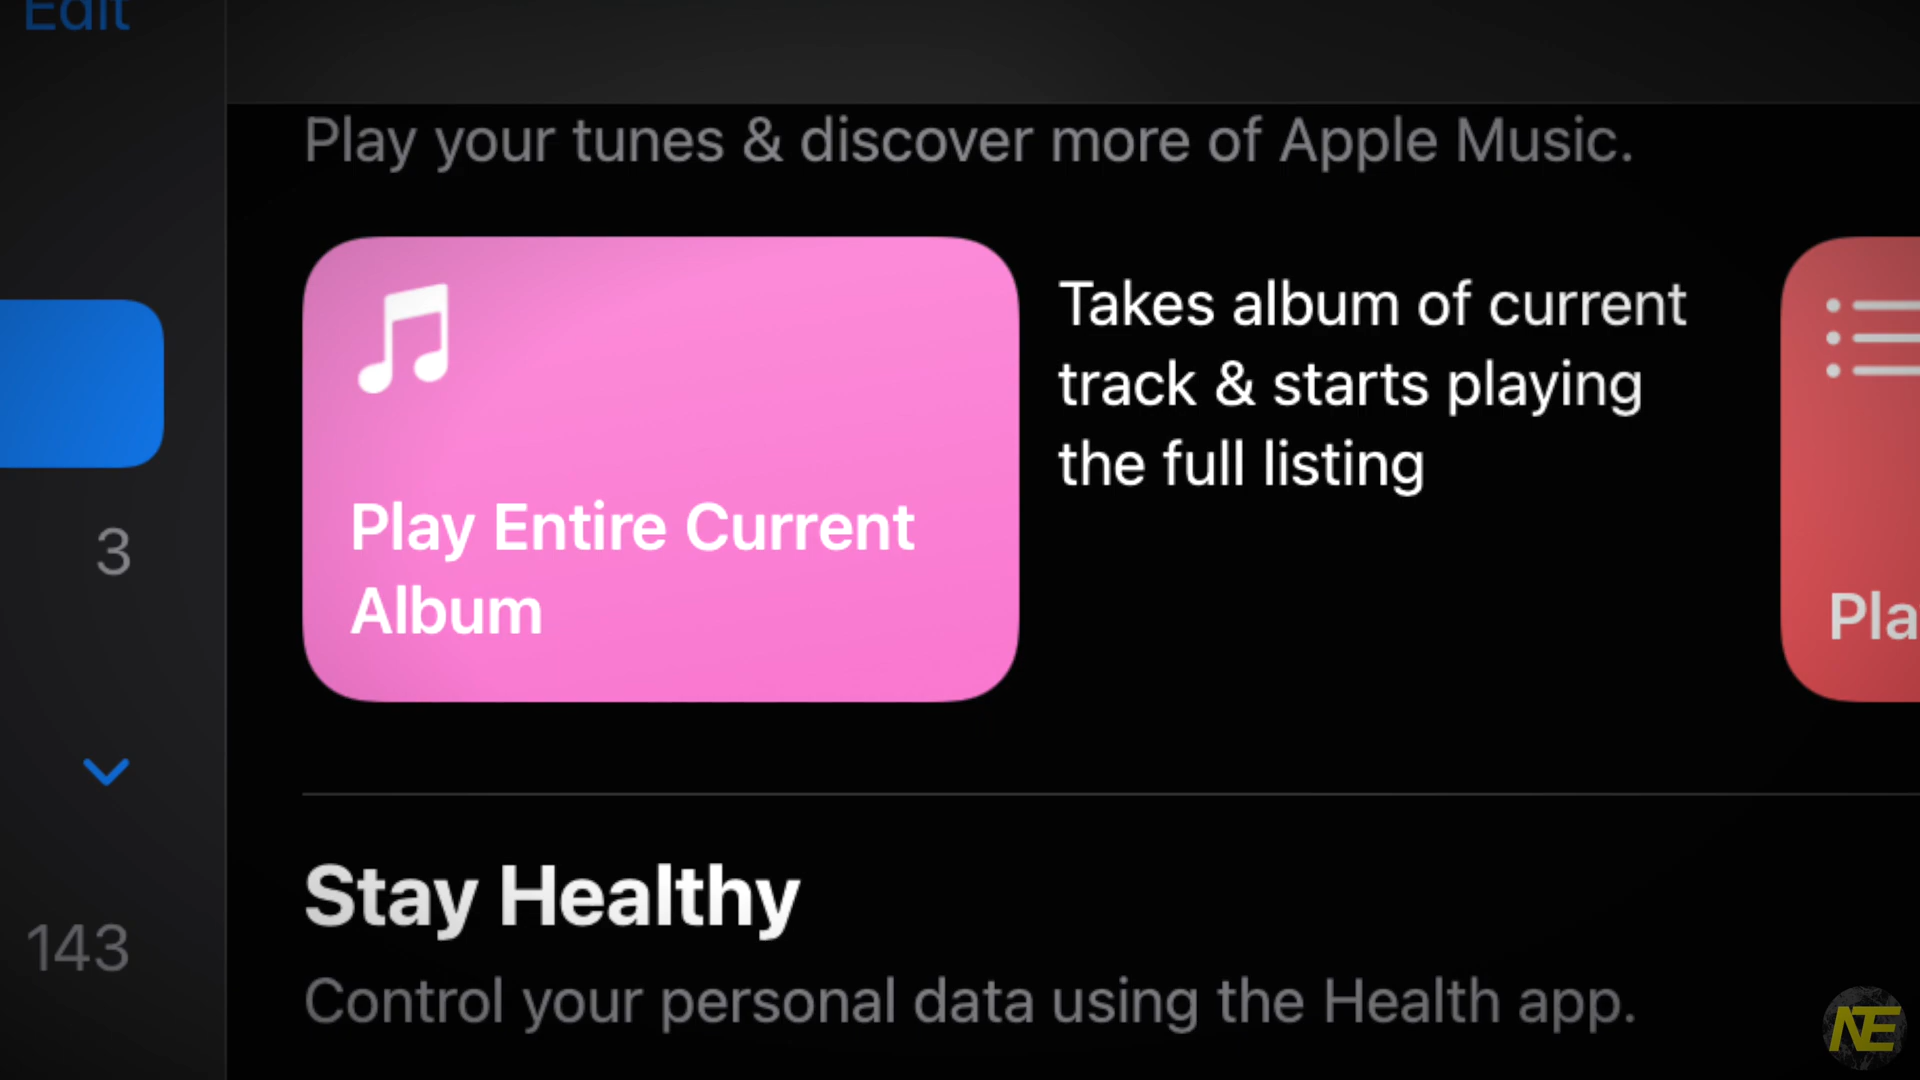 Edit
Play your tunes & discover more of Apple Music.
Takes album of current
track & starts playing
the full listing
Play Entire Current
Album
Pla
3
143
Stay Healthy
Control your personal data using the Health app.
NE